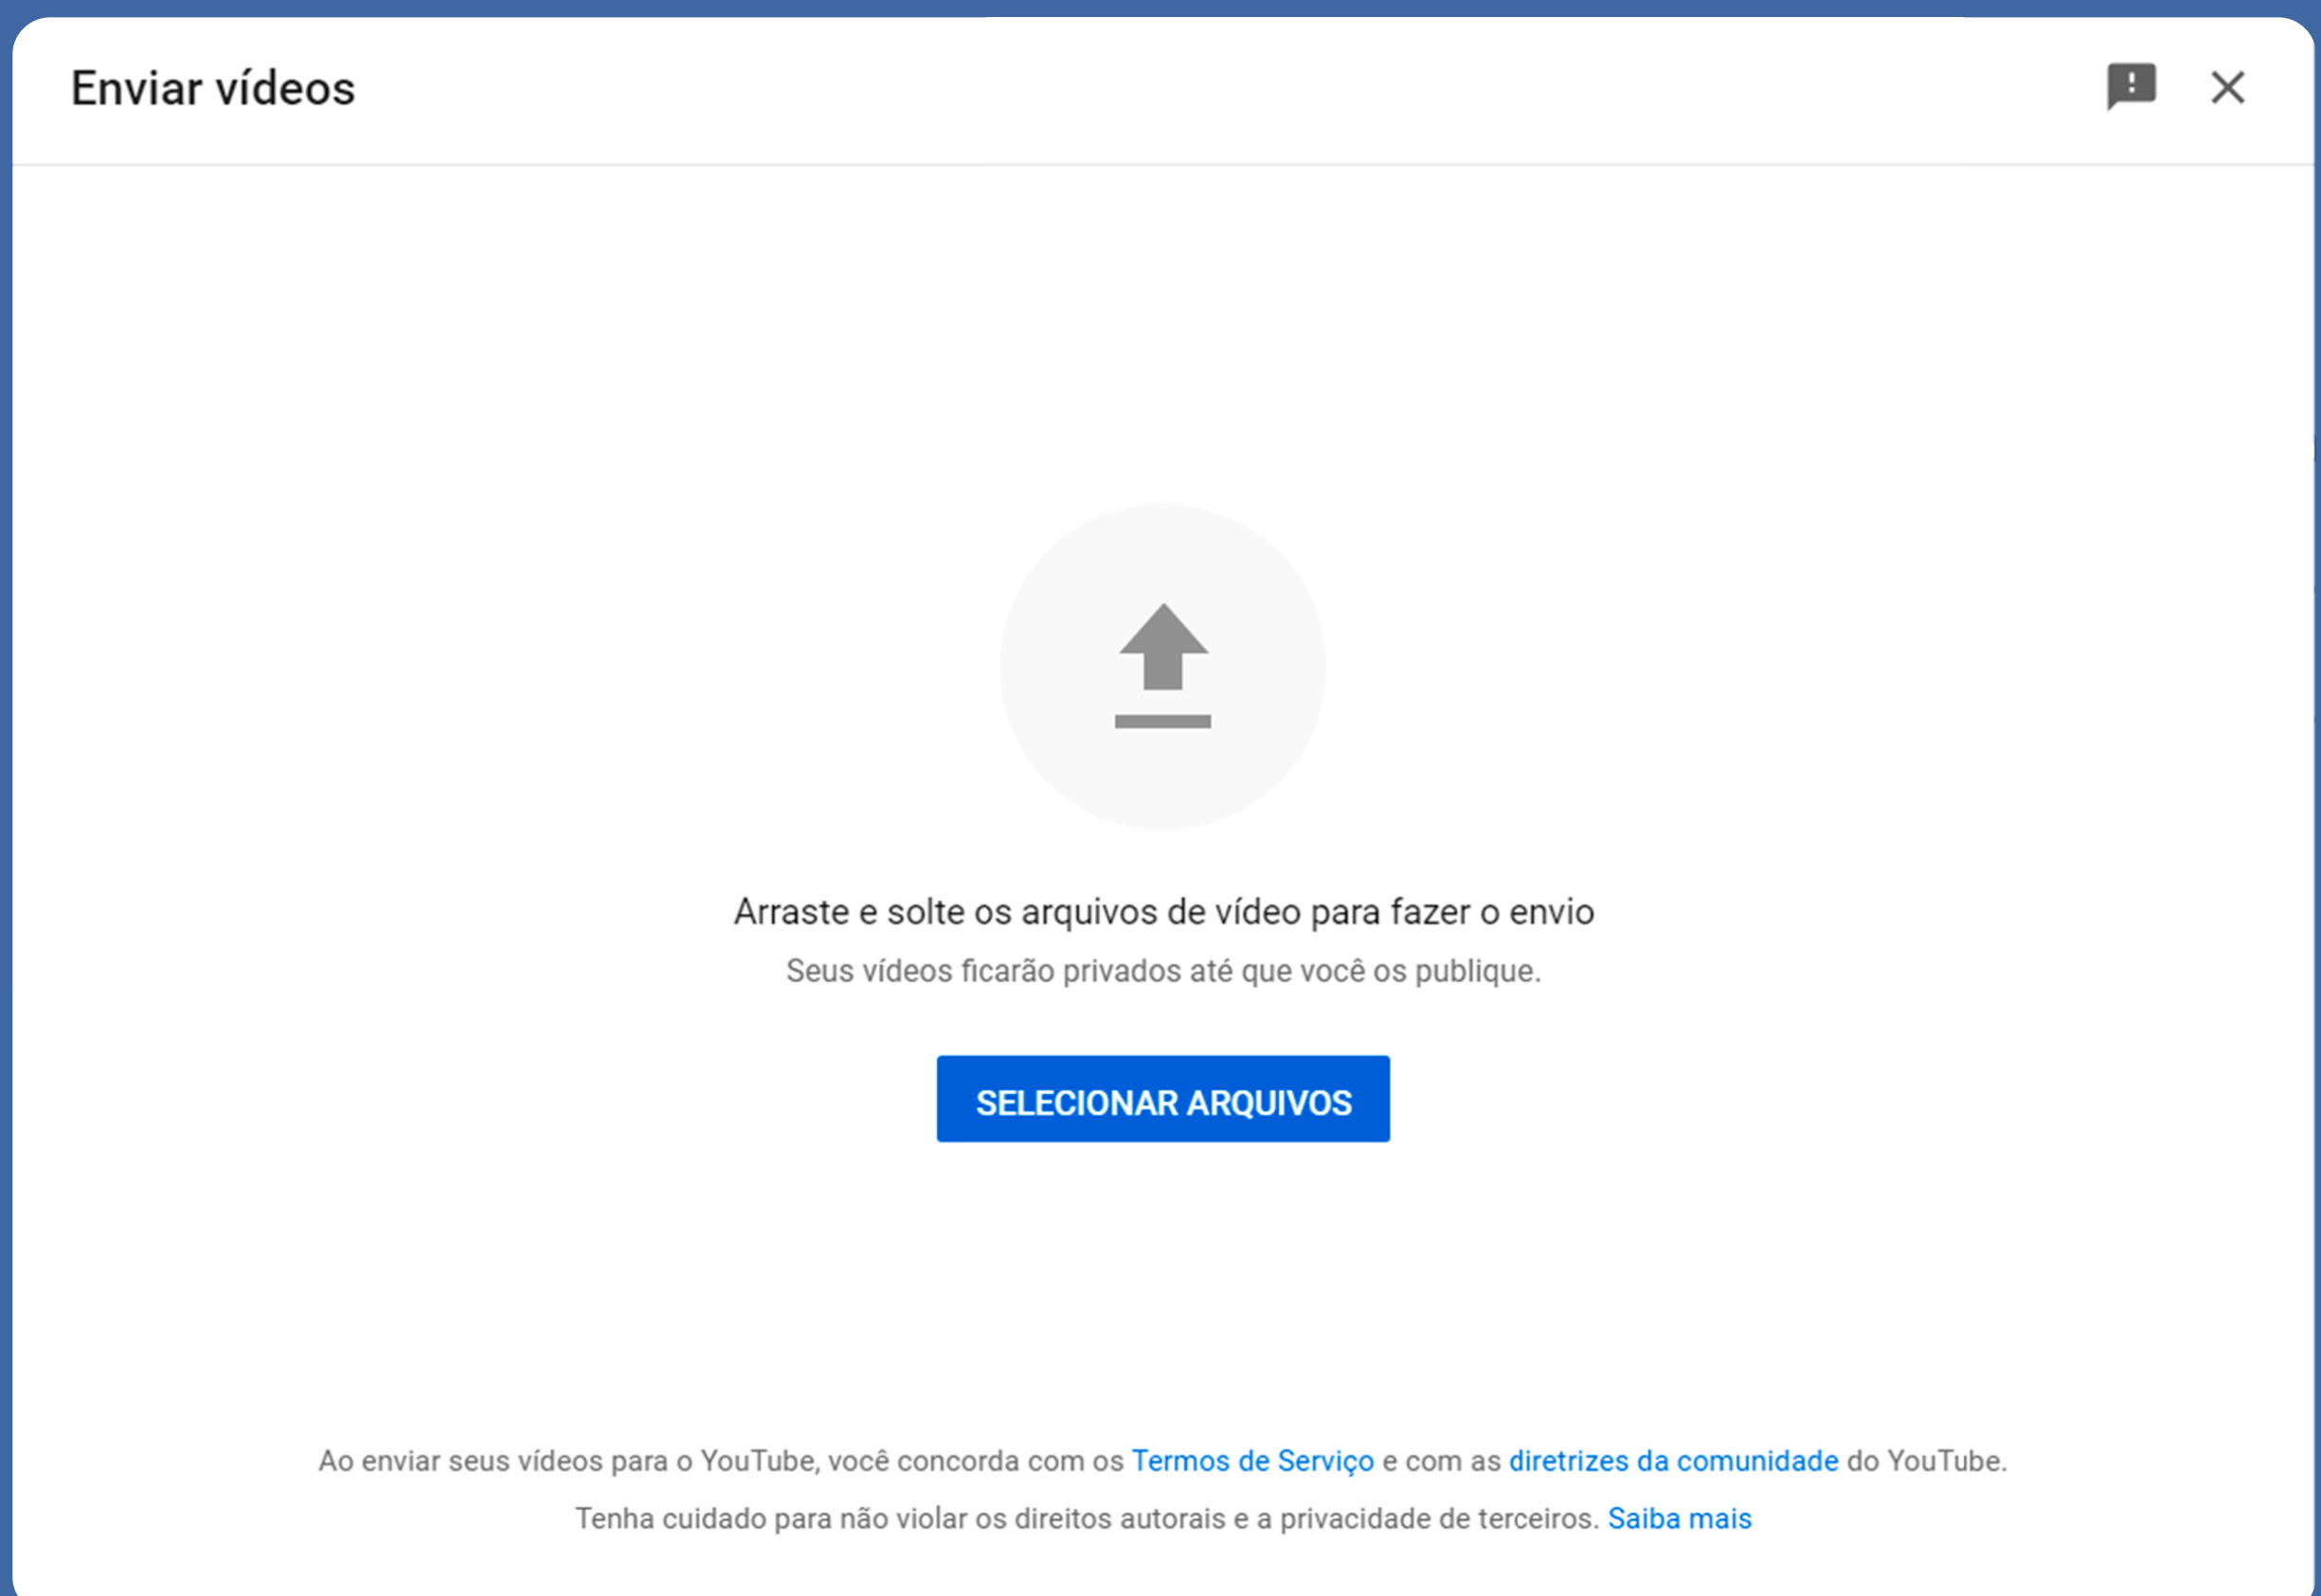 Enviar vídeos
Arraste e solte os arquivos de vídeo para fazer o envio
Seus vídeos ficarão privados até que você os publique.
SELECIONAR ARQUIVOS
Ao enviar seus vídeos para o YouTube, você concorda com os Termos de Serviço e com as diretrizes da comunidade do YouTube.
Tenha cuidado para não violar os direitos autorais e a privacidade de terceiros. Saiba mais